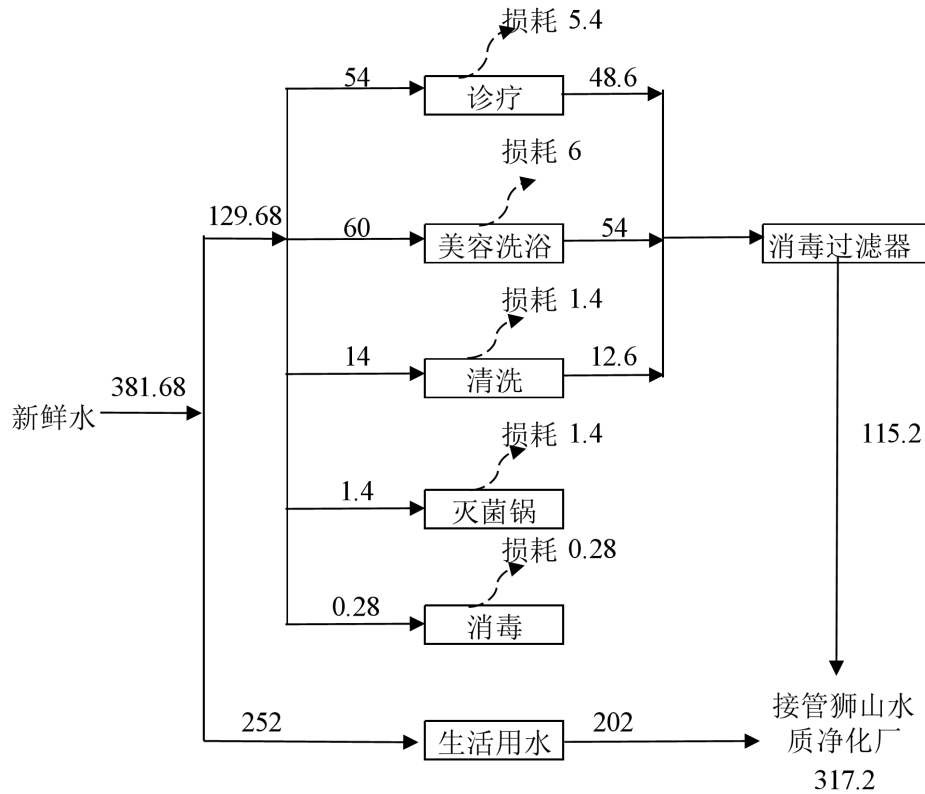 损耗 5.4
54
诊疗
48.6
损耗 6
129.68
60
美容洗浴
54
消毒过滤器
损耗 1.4
14
清洗
12.6
381.68
新鲜水
115.2
损耗 1.4
1.4
灭菌锅
损耗 0.28
0.28
消毒
252
生活用水
202
接管狮山水
质净化厂
317.2